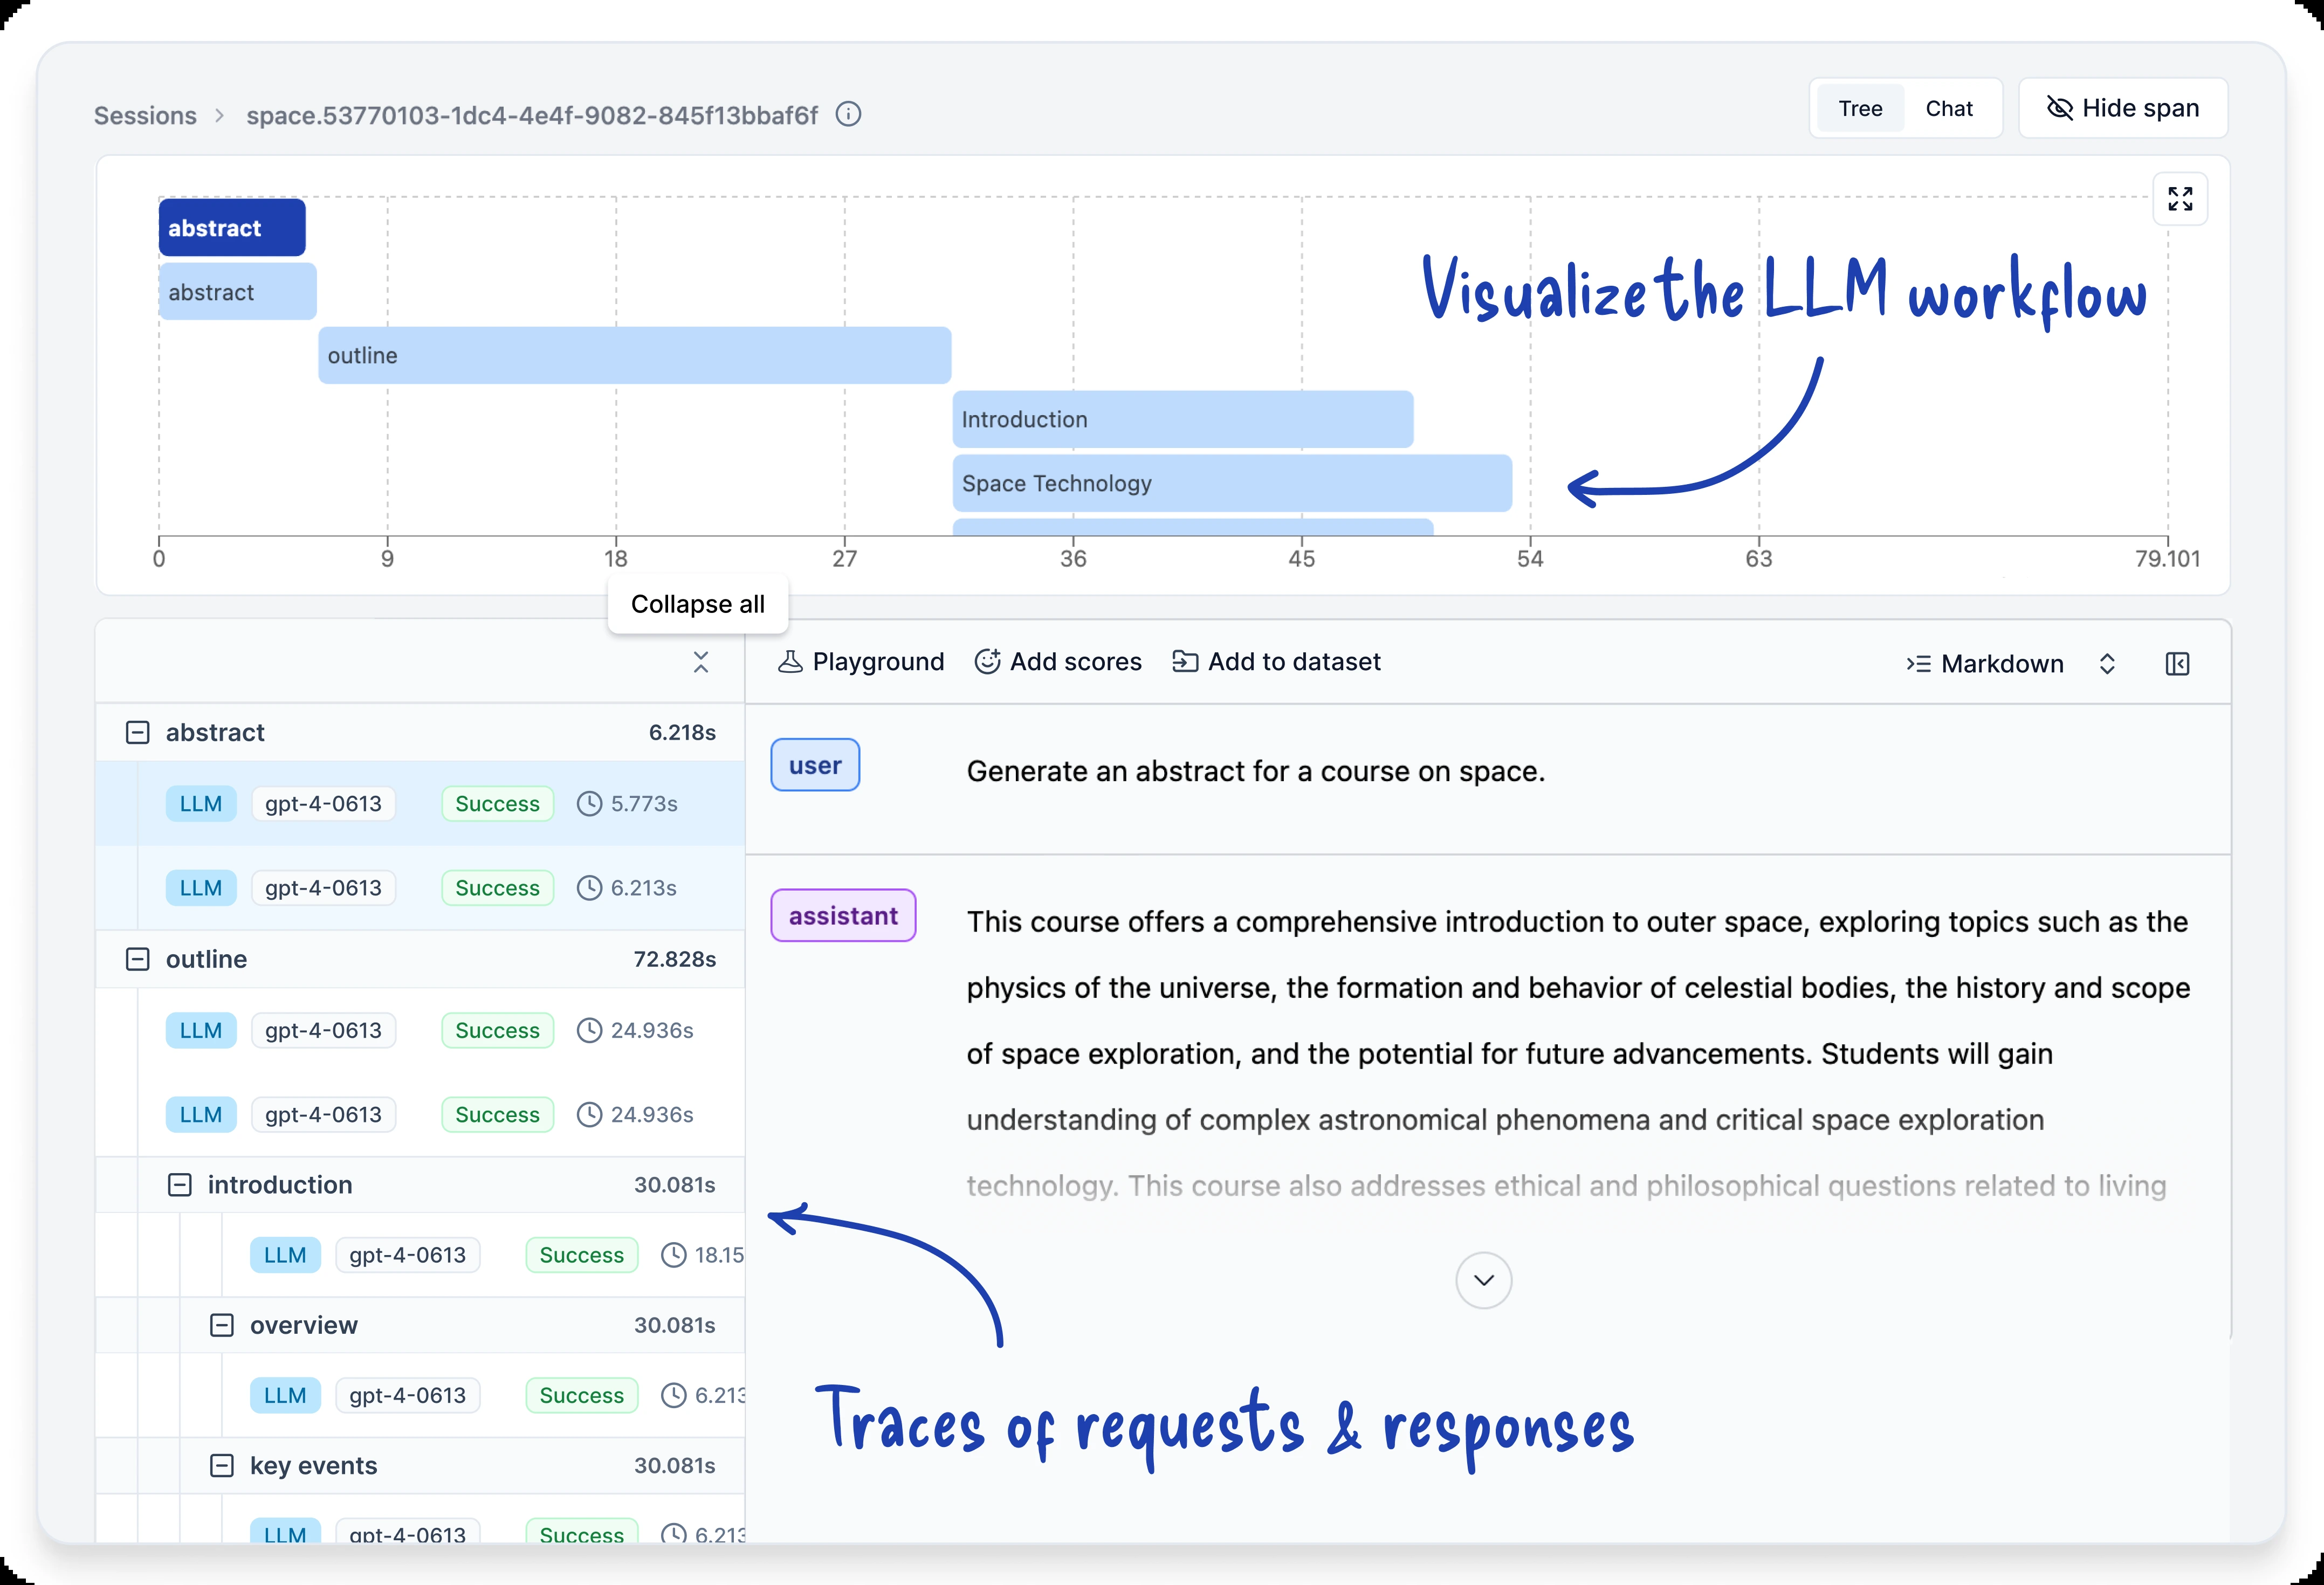 Sessions > space.53770103-1dc4-4e4f-9082-845f13bbaf6f
Tree Chat Hide span
abstract
abstract
outline
Introduction
Space Technology
Visualize the LLM workflow
0 9 18 27 36 45 54 63 79.101
Collapse all
Playground Add scores Add to dataset Markdown
abstract 6.218s
LLM gpt-4-0613 Success 5.773s
LLM gpt-4-0613 Success 6.213s
outline 72.828s
LLM gpt-4-0613 Success 24.936s
LLM gpt-4-0613 Success 24.936s
introduction 30.081s
LLM gpt-4-0613 Success 18.15
overview 30.081s
LLM gpt-4-0613 Success 6.213
key events 30.081s
LLM gpt-4-0613 Success 6.213
user
Generate an abstract for a course on space.
assistant
This course offers a comprehensive introduction to outer space, exploring topics such as the
physics of the universe, the formation and behavior of celestial bodies, the history and scope
of space exploration, and the potential for future advancements. Students will gain
understanding of complex astronomical phenomena and critical space exploration
technology. This course also addresses ethical and philosophical questions related to living
Traces of requests & responses